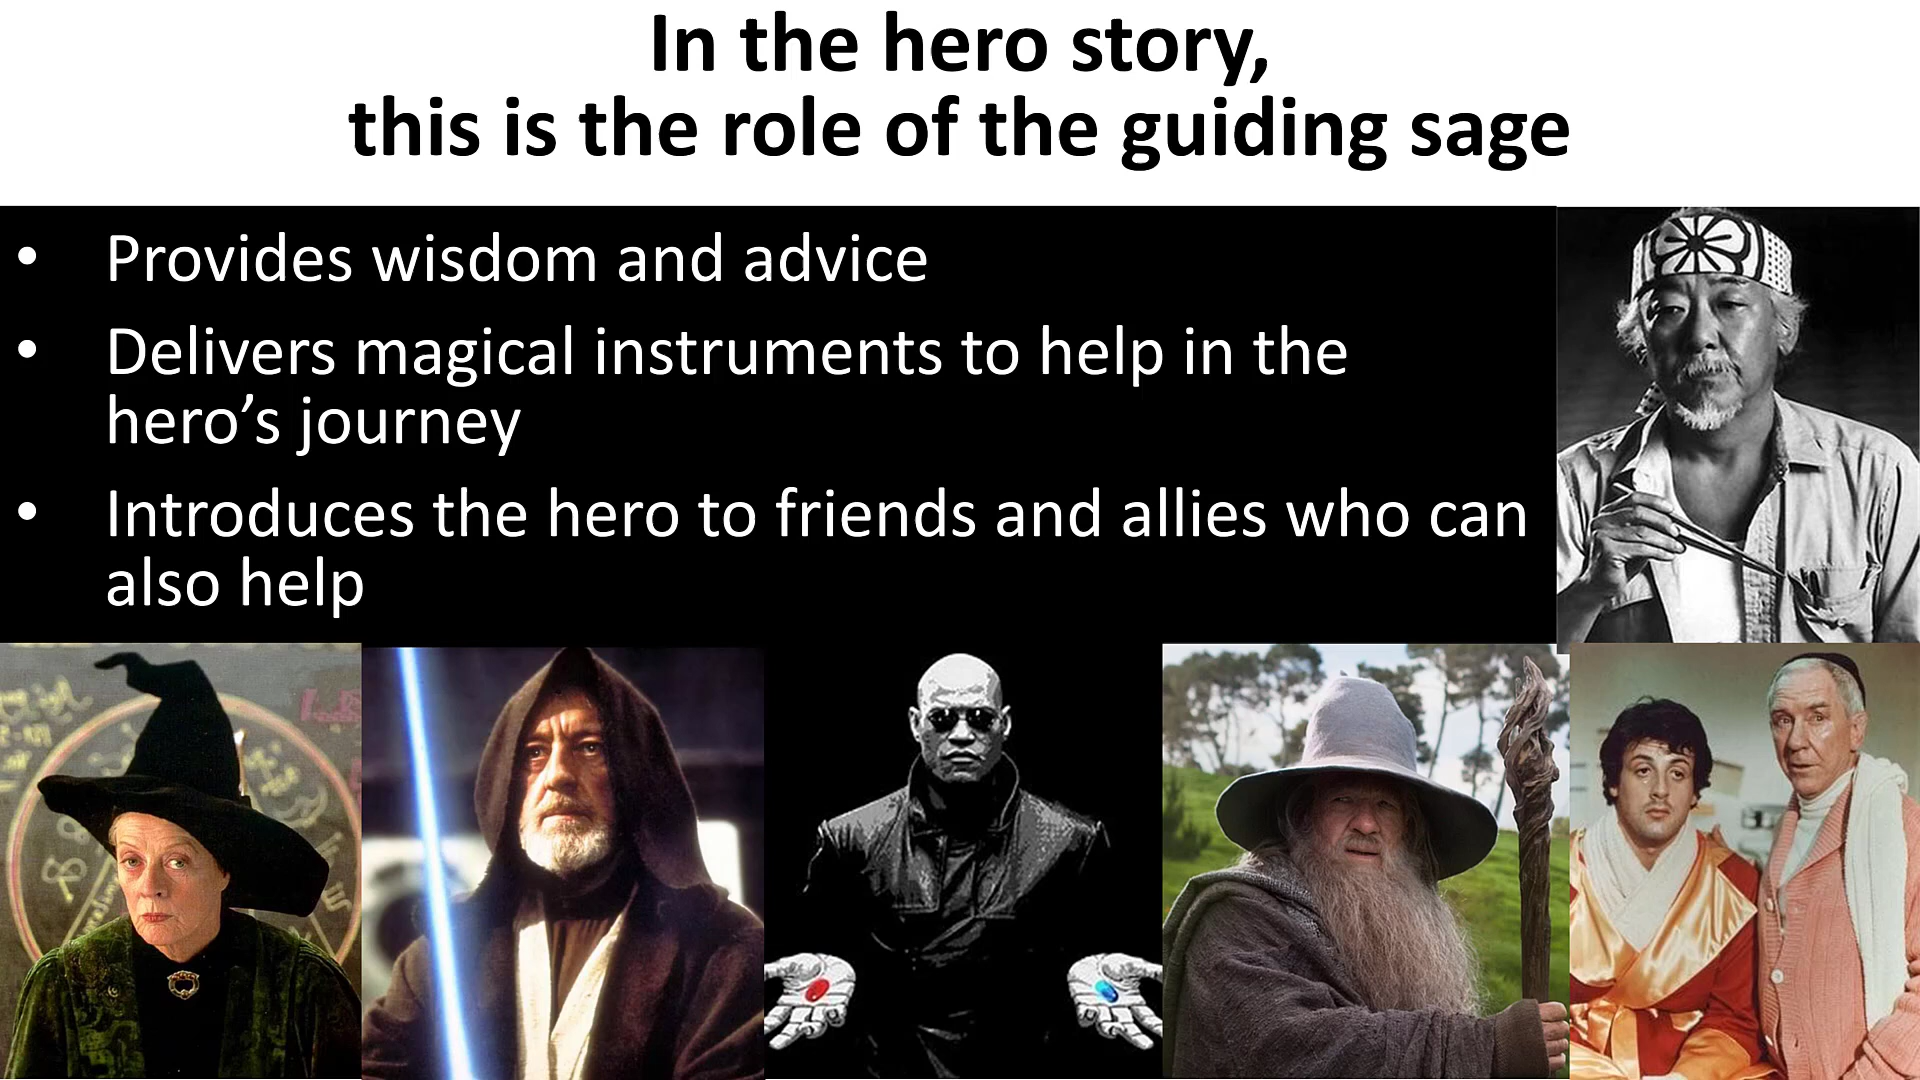 In the hero story,
this is the role of the guiding sage
• Provides wisdom and advice
• Delivers magical instruments to help in the
hero’s journey
• Introduces the hero to friends and allies who can
also help